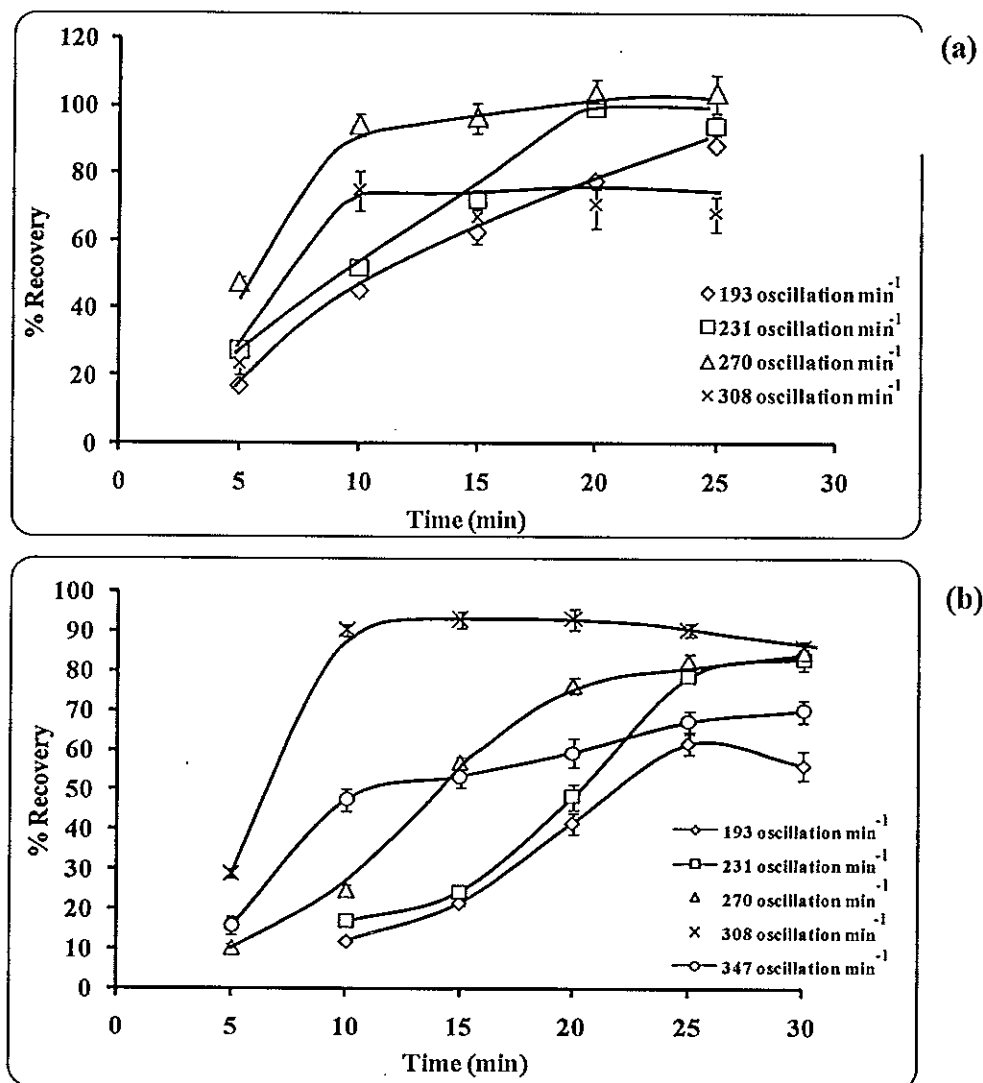 (a)
120
100
80
60
40
20
0
% Recovery
193 oscillation min-1
231 oscillation min-1
270 oscillation min-1
308 oscillation min-1
0 5 10 15 20 25 30
Time (min)
(b)
100
90
80
70
60
50
40
30
20
10
0
% Recovery
193 oscillation min-1
231 oscillation min-1
270 oscillation min-1
308 oscillation min-1
347 oscillation min-1
0 5 10 15 20 25 30
Time (min)